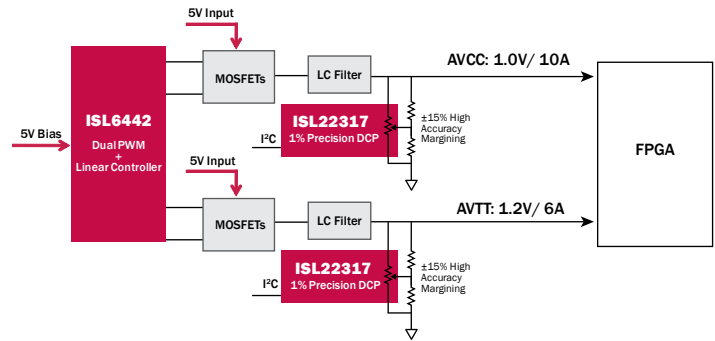 5V Input
AVCC: 1.0V/ 10A
MOSFETs
LC Filter
ISL6442
Dual PWM
+
Linear Controller
5V Bias
ISL22317
1% Precision DCP
I²C
±15% High
Accuracy
Margining
FPGA
5V Input
AVTT: 1.2V/ 6A
MOSFETs
LC Filter
ISL22317
1% Precision DCP
I²C
±15% High
Accuracy
Margining